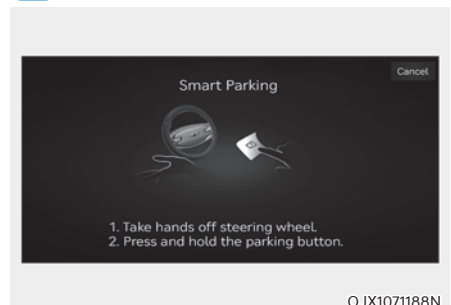 Cancel
Smart Parking
1. Take hands off steering wheel.
2. Press and hold the parking button.
OJX1071188N